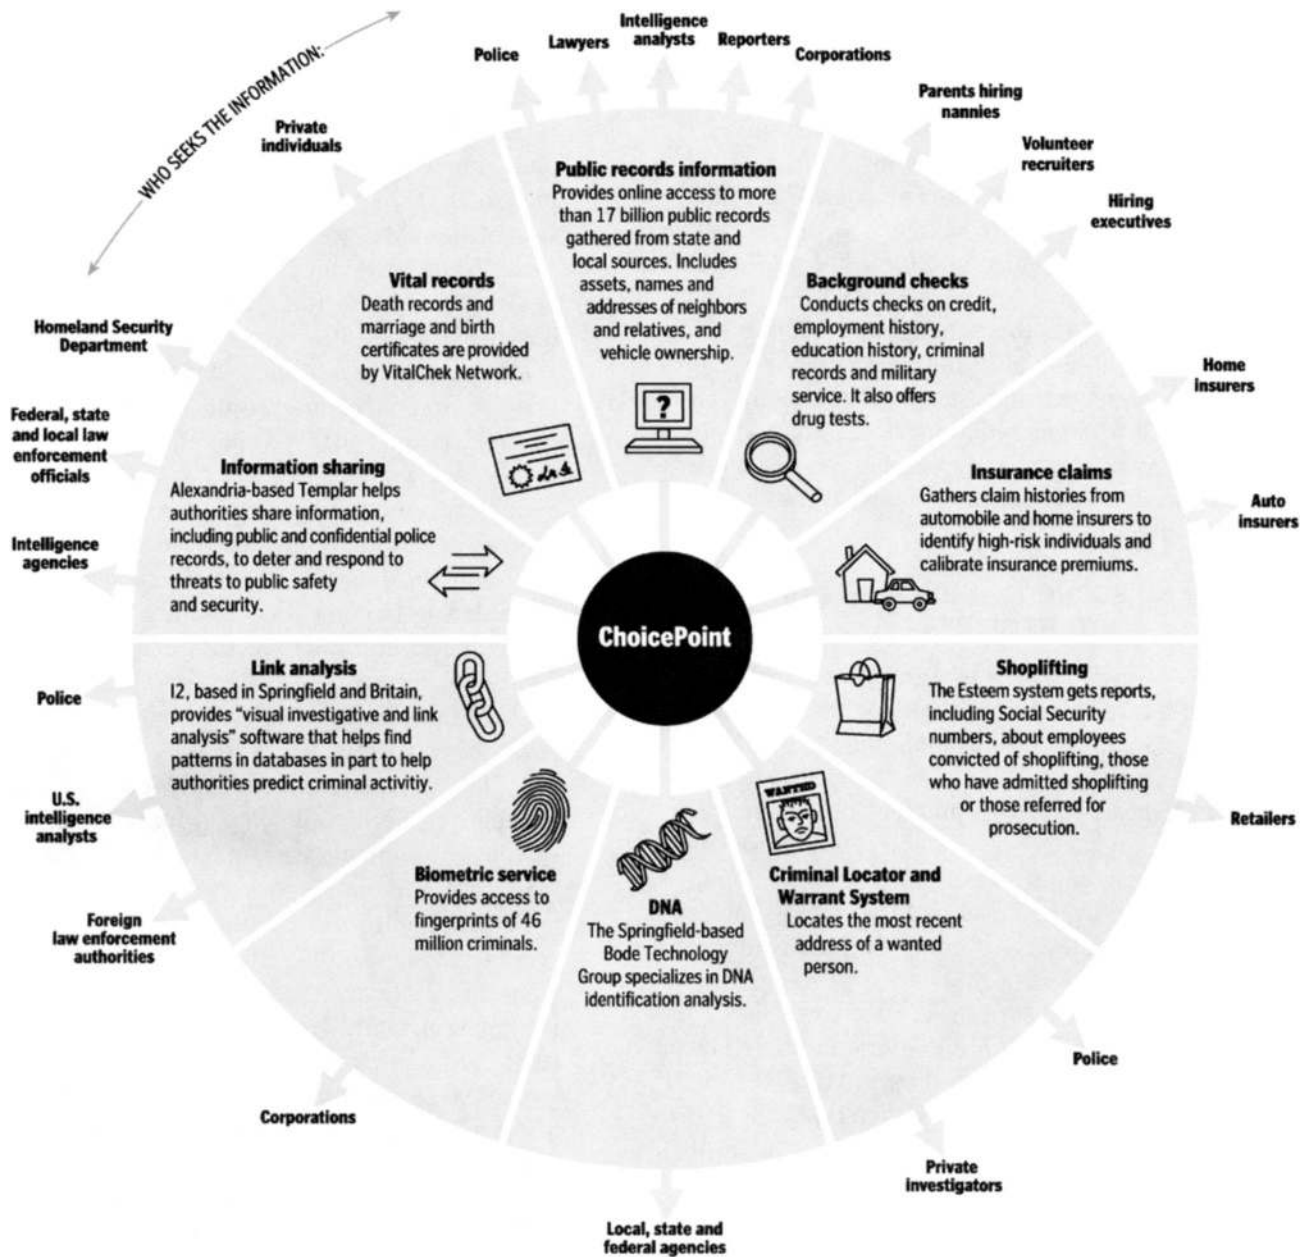 WHO SEEKS THE INFORMATION:
Police
Lawyers
Intelligence
analysts
Reporters
Corporations
Public records information
Provides online access to more
than 17 billion public records
gathered from state and
local sources. Includes
assets, names and
addresses of neighbors
and relatives, and
vehicle ownership.
?
Parents hiring
nannies
Volunteer
recruiters
Hiring
executives
Background checks
Conducts checks on credit,
employment history,
education history, criminal
records and military
service. It also offers
drug tests.
Home
insurers
Auto
insurers
Insurance claims
Gathers claim histories from
automobile and home insurers to
identify high-risk individuals and
calibrate insurance premiums.
Shoplifting
The Esteem system gets reports,
including Social Security
numbers, about employees
convicted of shoplifting, those
who have admitted shoplifting
or those referred for
prosecution.
Retailers
WANTED
Criminal Locator and
Warrant System
Locates the most recent
address of a wanted
person.
Police
Private
investigators
DNA
The Springfield-based
Bode Technology
Group specializes in DNA
identification analysis.
Local, state and
federal agencies
Biometric service
Provides access to
fingerprints of 46
million criminals.
Corporations
Link analysis
I2, based in Springfield and Britain,
provides “visual investigative and link
analysis” software that helps find
patterns in databases in part to help
authorities predict criminal activitiy.
Police
U.S.
intelligence
analysts
Foreign
law enforcement
authorities
Information sharing
Alexandria-based Templar helps
authorities share information,
including public and confidential police
records, to deter and respond to
threats to public safety
and security.
Homeland Security
Department
Federal, state
and local law
enforcement
officials
Intelligence
agencies
Vital records
Death records and
marriage and birth
certificates are provided
by VitalChek Network.
Private
individuals
ChoicePoint